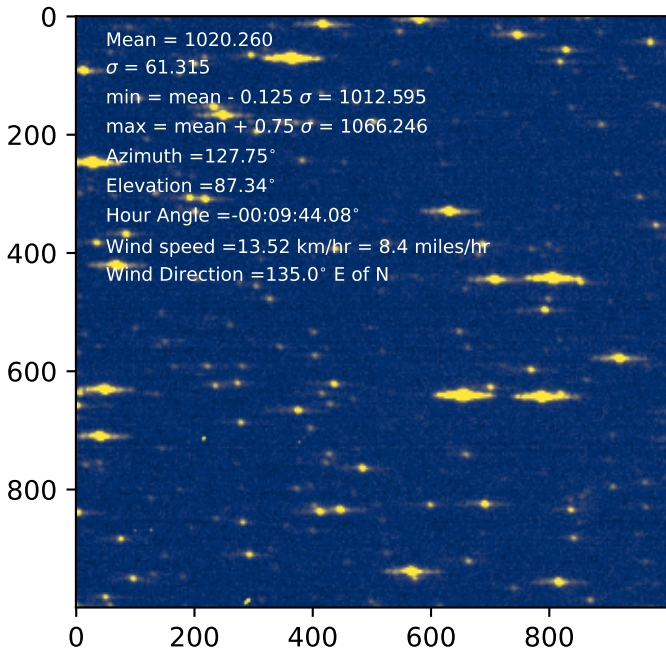 Mean = 1020.260
σ = 61.315
min = mean - 0.125 σ = 1012.595
max = mean + 0.75 σ = 1066.246
Azimuth =127.75°
Elevation =87.34°
Hour Angle =-00:09:44.08°
Wind speed =13.52 km/hr = 8.4 miles/hr
Wind Direction =135.0° E of N
0
200
400
600
800
0 200 400 600 800